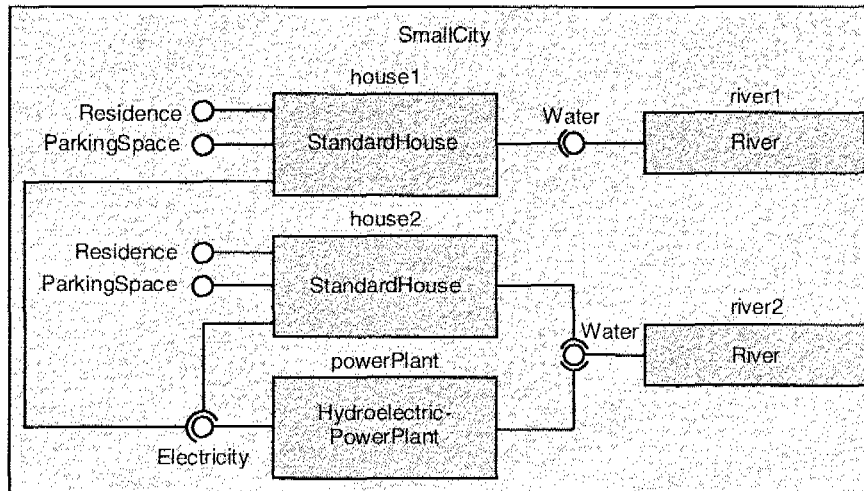 SmallCity
house1
Residence
ParkingSpace
StandardHouse
Water
river1
River
house2
Residence
ParkingSpace
StandardHouse
Water
river2
River
powerPlant
Hydroelectric-
PowerPlant
Electricity